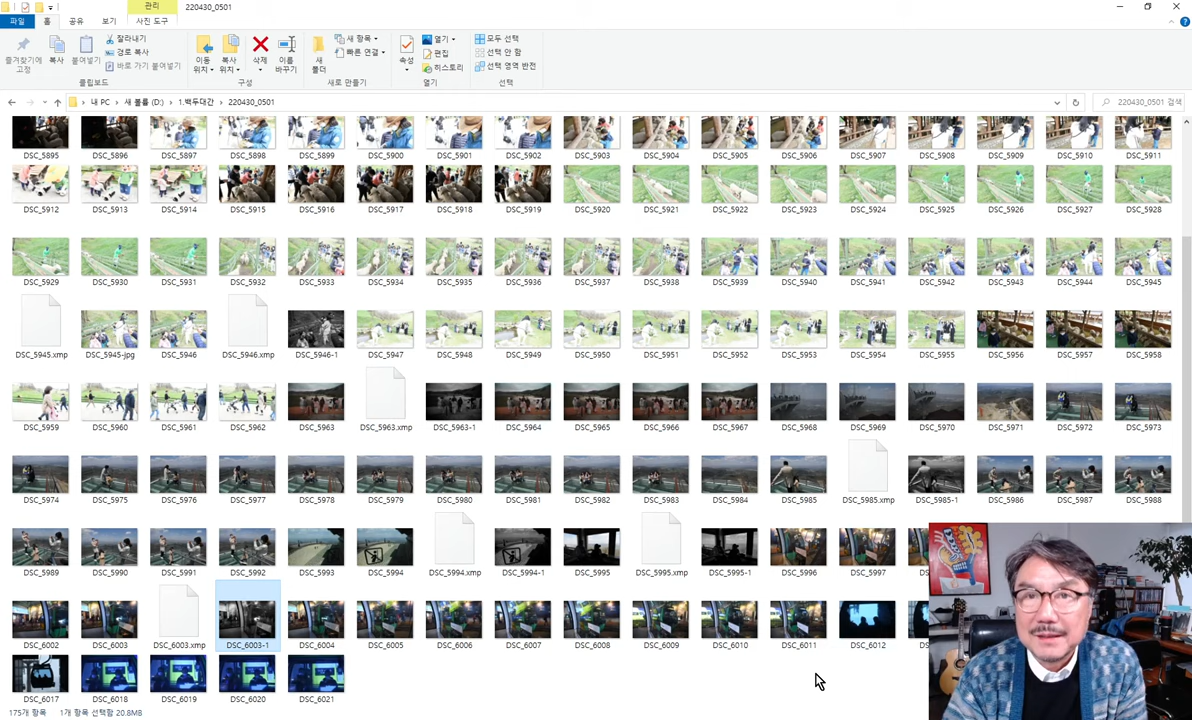 관리
220430_0501
파일
홈
공유
보기
사진 도구
즐겨찾기에 고정
복사
붙여넣기
잘라내기
경로 복사
바로 가기 붙여넣기
클립보드
이동 위치
복사 위치
삭제
이름 바꾸기
구성
새 폴더
새 항목
빠른 연결
새로 만들기
속성
열기
편집
히스토리
열기
모두 선택
선택 안 함
선택 영역 반전
선택
내 PC > 새 볼륨 (D:) > 1.백두대간 > 220430_0501
220430_0501 검색
DSC_5895 DSC_5896 DSC_5897 DSC_5898 DSC_5899 DSC_5900 DSC_5901 DSC_5902 DSC_5903 DSC_5904 DSC_5905 DSC_5906 DSC_5907 DSC_5908 DSC_5909 DSC_5910 DSC_5911
DSC_5912 DSC_5913 DSC_5914 DSC_5915 DSC_5916 DSC_5917 DSC_5918 DSC_5919 DSC_5920 DSC_5921 DSC_5922 DSC_5923 DSC_5924 DSC_5925 DSC_5926 DSC_5927 DSC_5928
DSC_5929 DSC_5930 DSC_5931 DSC_5932 DSC_5933 DSC_5934 DSC_5935 DSC_5936 DSC_5937 DSC_5938 DSC_5939 DSC_5940 DSC_5941 DSC_5942 DSC_5943 DSC_5944 DSC_5945
DSC_5945.xmp DSC_5945-jpg DSC_5946 DSC_5946.xmp DSC_5946-1 DSC_5947 DSC_5948 DSC_5949 DSC_5950 DSC_5951 DSC_5952 DSC_5953 DSC_5954 DSC_5955 DSC_5956 DSC_5957 DSC_5958
DSC_5959 DSC_5960 DSC_5961 DSC_5962 DSC_5963 DSC_5963.xmp DSC_5963-1 DSC_5964 DSC_5965 DSC_5966 DSC_5967 DSC_5968 DSC_5969 DSC_5970 DSC_5971 DSC_5972 DSC_5973
DSC_5974 DSC_5975 DSC_5976 DSC_5977 DSC_5978 DSC_5979 DSC_5980 DSC_5981 DSC_5982 DSC_5983 DSC_5984 DSC_5985 DSC_5985.xmp DSC_5985-1 DSC_5986 DSC_5987 DSC_5988
DSC_5989 DSC_5990 DSC_5991 DSC_5992 DSC_5993 DSC_5994 DSC_5994.xmp DSC_5994-1 DSC_5995 DSC_5995.xmp DSC_5995-1 DSC_5996 DSC_5997
DSC_6002 DSC_6003 DSC_6003.xmp DSC_6003-1 DSC_6004 DSC_6005 DSC_6006 DSC_6007 DSC_6008 DSC_6009 DSC_6010 DSC_6011 DSC_6012
DSC_6017 DSC_6018 DSC_6019 DSC_6020 DSC_6021
175개 항목 1개 항목 선택함 20.8MB